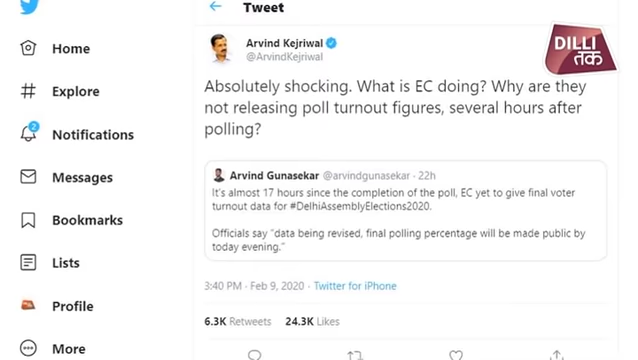 Tweet
Home
Explore
2
Notifications
Messages
Bookmarks
Lists
Profile
More
Arvind Kejriwal
@ArvindKejriwal
DILLI
तक
Absolutely shocking. What is EC doing? Why are they
not releasing poll turnout figures, several hours after
polling?
Arvind Gunasekar @arvindgunasekar · 22h
It's almost 17 hours since the completion of the poll, EC yet to give final voter
turnout data for #DelhiAssemblyElections2020.
Officials say "data being revised, final polling percentage will be made public by
today evening."
3:40 PM · Feb 9, 2020 · Twitter for iPhone
6.3K Retweets 24.3K Likes